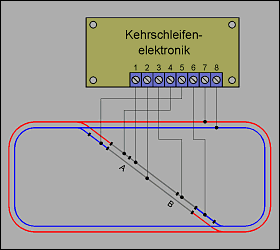 Kehrschleifen-
elektronik
1 2 3 4 5 6 7 8
A
B